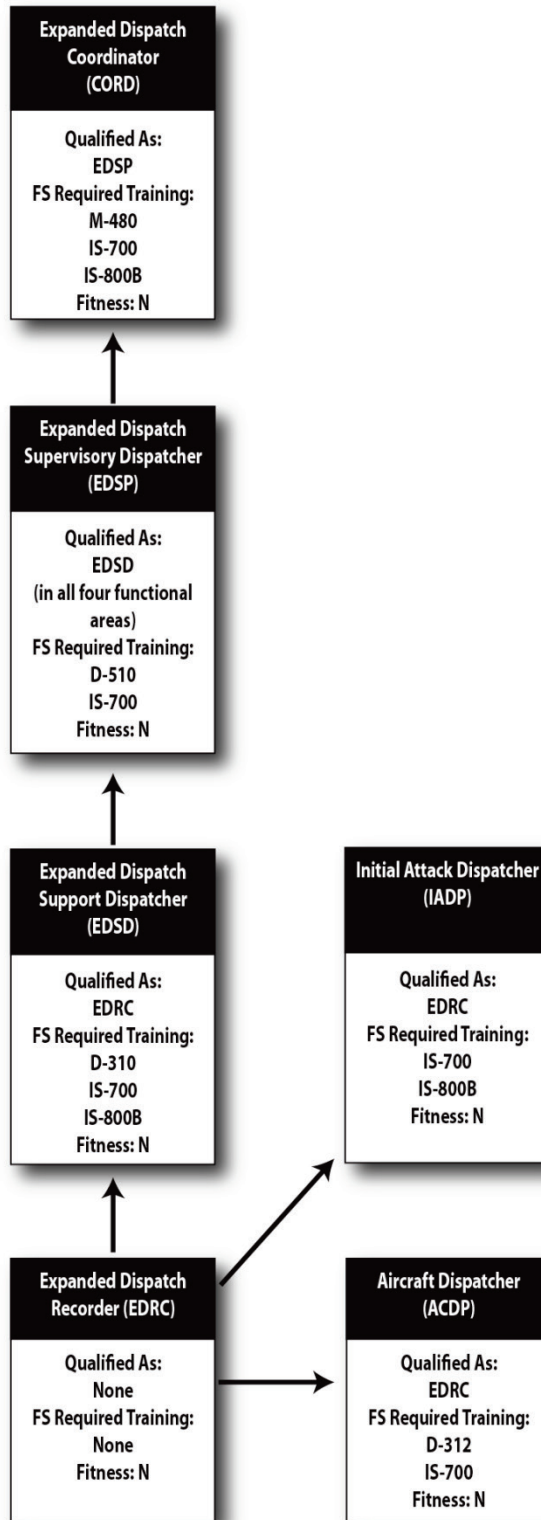 Expanded Dispatch
Coordinator
(CORD)
Qualified As:
EDSP
FS Required Training:
M-480
IS-700
IS-800B
Fitness: N
Expanded Dispatch
Supervisory Dispatcher
(EDSP)
Qualified As:
EDSD
(in all four functional
areas)
FS Required Training:
D-510
IS-700
Fitness: N
Expanded Dispatch
Support Dispatcher
(EDSD)
Qualified As:
EDRC
FS Required Training:
D-310
IS-700
IS-800B
Fitness: N
Initial Attack Dispatcher
(IADP)
Qualified As:
EDRC
FS Required Training:
IS-700
IS-800B
Fitness: N
Expanded Dispatch
Recorder (EDRC)
Qualified As:
None
FS Required Training:
None
Fitness: N
Aircraft Dispatcher
(ACDP)
Qualified As:
EDRC
FS Required Training:
D-312
IS-700
Fitness: N